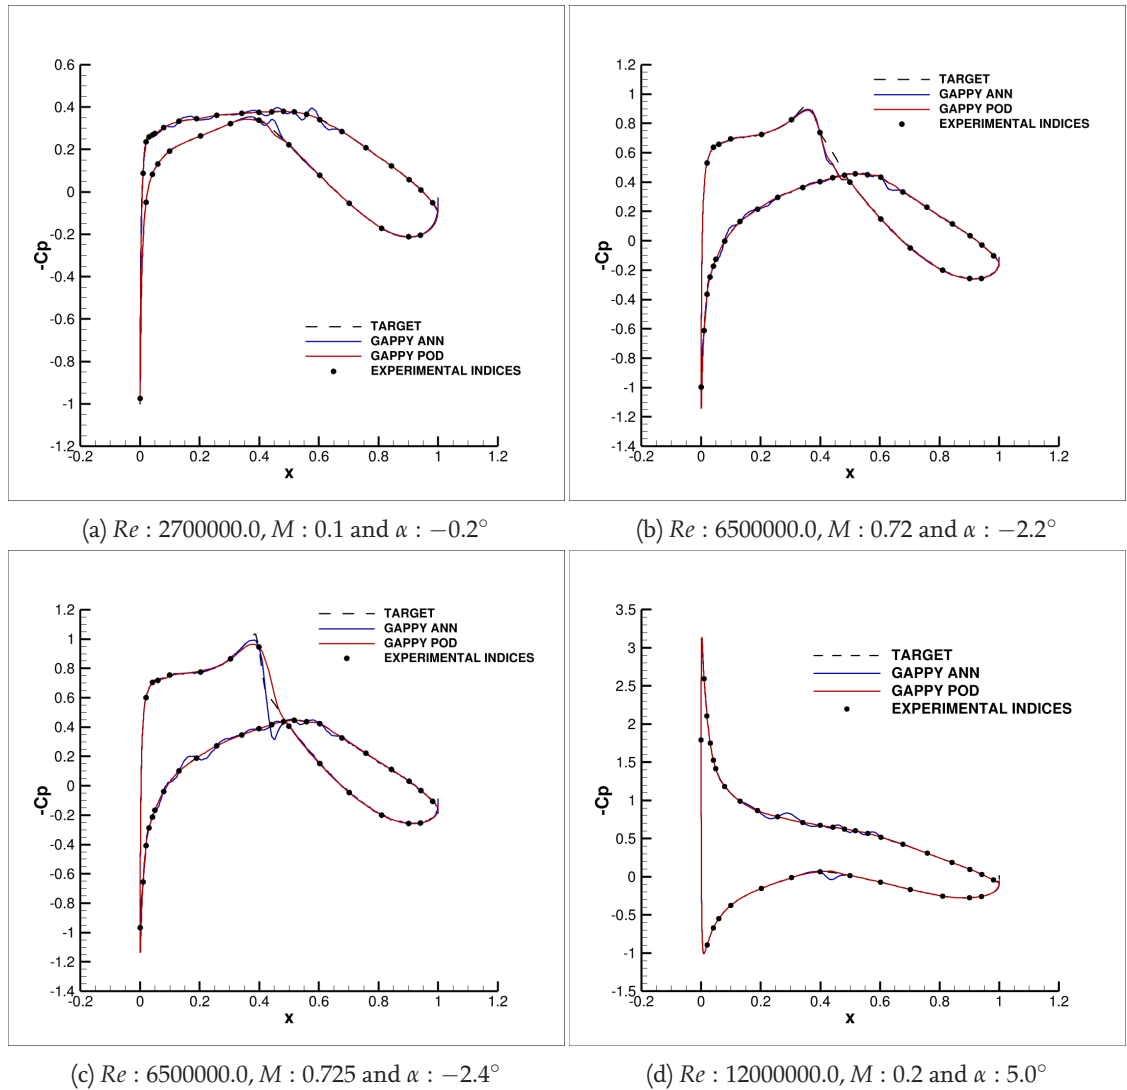 0.6
0.4
0.2
0
-0.2
-0.4
-0.6
-0.8
-1
-1.2
-Cp
-0.2 0 0.2 0.4 0.6 0.8 1 1.2
x
TARGET
GAPPY ANN
GAPPY POD
EXPERIMENTAL INDICES
(a) Re : 2700000.0, M : 0.1 and α : −0.2°
1.2
1
0.8
0.6
0.4
0.2
0
-0.2
-0.4
-0.6
-0.8
-1
-1.2
-1.4
-Cp
-0.2 0 0.2 0.4 0.6 0.8 1 1.2
x
TARGET
GAPPY ANN
GAPPY POD
EXPERIMENTAL INDICES
(b) Re : 6500000.0, M : 0.72 and α : −2.2°
1.2
1
0.8
0.6
0.4
0.2
0
-0.2
-0.4
-0.6
-0.8
-1
-1.2
-1.4
-Cp
-0.2 0 0.2 0.4 0.6 0.8 1 1.2
x
TARGET
GAPPY ANN
GAPPY POD
EXPERIMENTAL INDICES
(c) Re : 6500000.0, M : 0.725 and α : −2.4°
3.5
3
2.5
2
1.5
1
0.5
0
-0.5
-1
-1.5
-Cp
-0.2 0 0.2 0.4 0.6 0.8 1 1.2
x
TARGET
GAPPY ANN
GAPPY POD
EXPERIMENTAL INDICES
(d) Re : 12000000.0, M : 0.2 and α : 5.0°